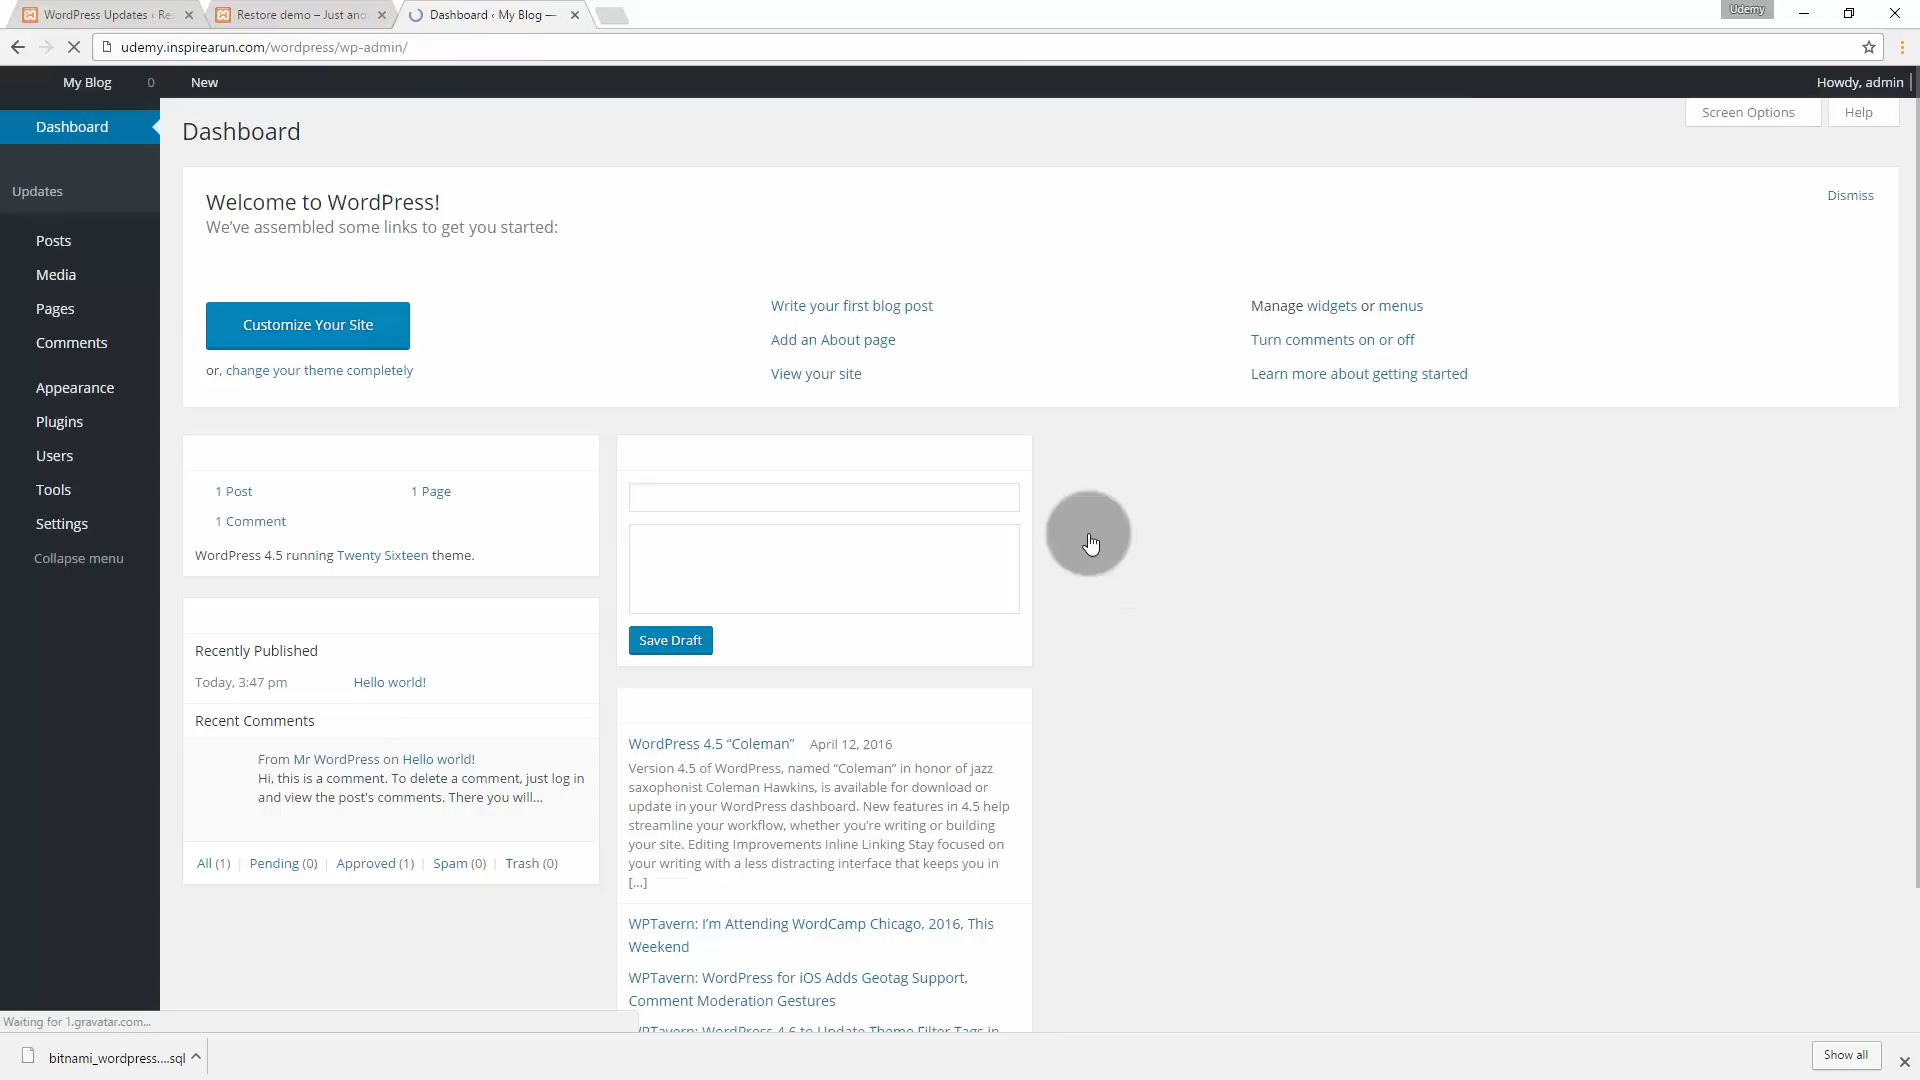 WordPress Updates ‹ Re
Restore demo – Just ano
Dashboard ‹ My Blog —
Udemy
udemy.inspirearun.com/wordpress/wp-admin/
My Blog
0
New
Howdy, admin
Dashboard
Updates
Posts
Media
Pages
Comments
Appearance
Plugins
Users
Tools
Settings
Collapse menu
Dashboard
Screen Options
Help
Welcome to WordPress!
We’ve assembled some links to get you started:
Dismiss
Customize Your Site
or, change your theme completely
Write your first blog post
Add an About page
View your site
Manage widgets or menus
Turn comments on or off
Learn more about getting started
1 Post
1 Page
1 Comment
WordPress 4.5 running Twenty Sixteen theme.
Recently Published
Today, 3:47 pm
Hello world!
Recent Comments
From Mr WordPress on Hello world!
Hi, this is a comment. To delete a comment, just log in
and view the post's comments. There you will...
All (1) | Pending (0) | Approved (1) | Spam (0) | Trash (0)
Save Draft
WordPress 4.5 “Coleman” April 12, 2016
Version 4.5 of WordPress, named “Coleman” in honor of jazz
saxophonist Coleman Hawkins, is available for download or
update in your WordPress dashboard. New features in 4.5 help
streamline your workflow, whether you’re writing or building
your site. Editing Improvements Inline Linking Stay focused on
your writing with a less distracting interface that keeps you in
[…]
WPTavern: I’m Attending WordCamp Chicago, 2016, This
Weekend
WPTavern: WordPress for iOS Adds Geotag Support,
Comment Moderation Gestures
WPTavern: WordPress 4.6 to Update Theme Filter Tags in
Waiting for 1.gravatar.com...
bitnami_wordpress....sql
Show all